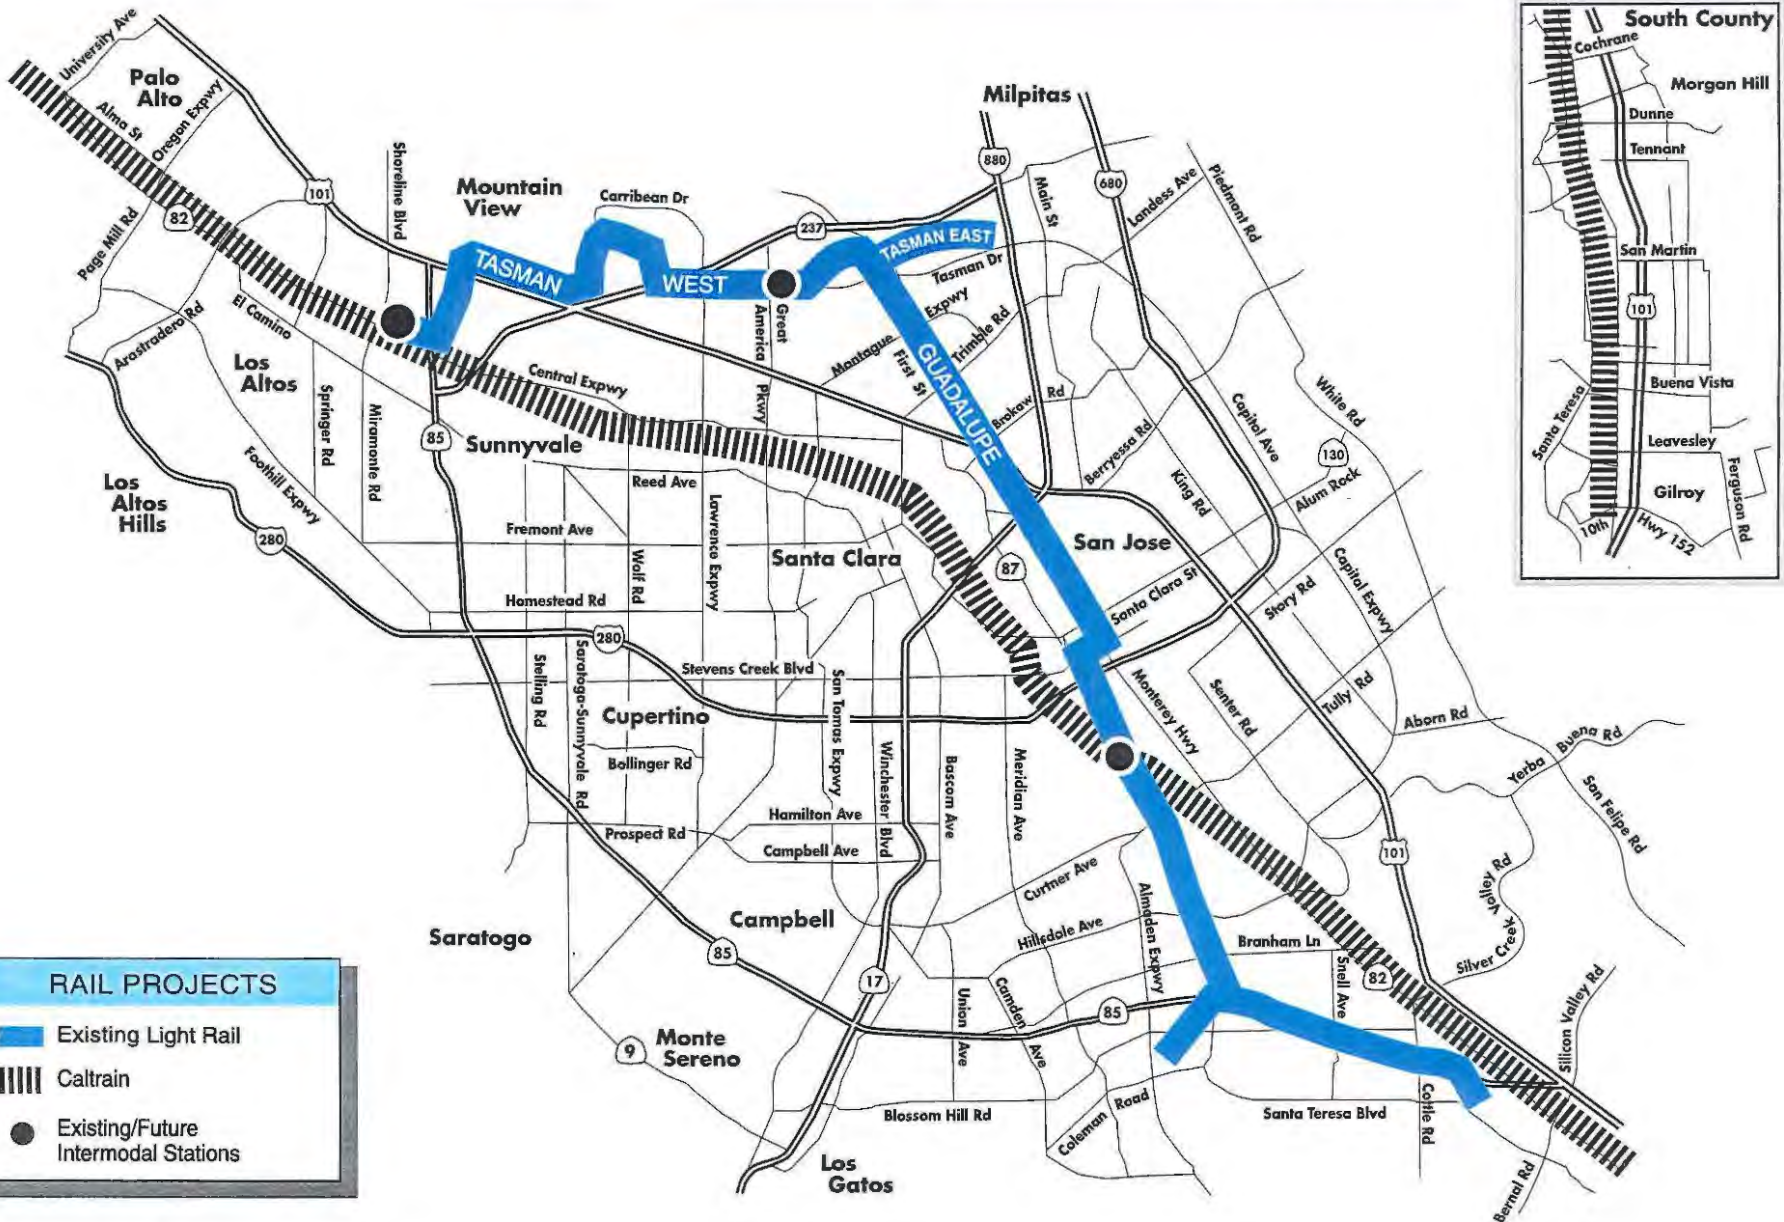 South County
Cochrane
Morgan Hill
Dunne
Tennant
San Martin
101
Buena Vista
Santa Teresa
Leavesley
Gilroy
Ferguson Rd
10th
Hwy 152
University Ave
Palo
Alto
Alma St
Oregon Expwy
101
82
Page Mill Rd
Shoreline Blvd
Mountain
View
Carribean Dr
237
Milpitas
880
680
Main St
Landess Ave
Piedmont Rd
TASMAN
WEST
TASMAN EAST
Tasman Dr
Great
America
Pkwy
Montague
Expwy
First St
Trimble Rd
GUADALUPE
Brokaw
Rd
Berryessa Rd
Capitol Ave
White Rd
130
King Rd
Alum Rock
Arastradero Rd
El Camino
Los
Altos
Springer Rd
Miramonte Rd
Central Expwy
85
Sunnyvale
Los
Altos
Hills
Foothill Expwy
280
Reed Ave
Fremont Ave
Lawrence Expwy
Wolf Rd
Santa Clara
San Jose
87
Santa Clara St
Story Rd
Capitol Expwy
Homestead Rd
280
Stelling Rd
Saratoga-Sunnyvale Rd
Stevens Creek Blvd
San Tomas Expwy
Monterey Hwy
Senter Rd
Tully Rd
Aborn Rd
Yerba
Buena Rd
San Felipe Rd
Cupertino
Bollinger Rd
Winchester Blvd
Bascom Ave
Meridian Ave
Hamilton Ave
Prospect Rd
Campbell Ave
Curtner Ave
101
Silver Creek
Valley Rd
Campbell
Saratogo
85
17
Hillsdale Ave
Almaden Expwy
Branham Ln
Snell Ave
82
Silicon Valley Rd
Union
Ave
Camden
Ave
85
Monte
Sereno
9
Blossom Hill Rd
Coleman
Road
Santa Teresa Blvd
Cottle Rd
Bernal Rd
Los
Gatos
RAIL PROJECTS
Existing Light Rail
Caltrain
Existing/Future
Intermodal Stations